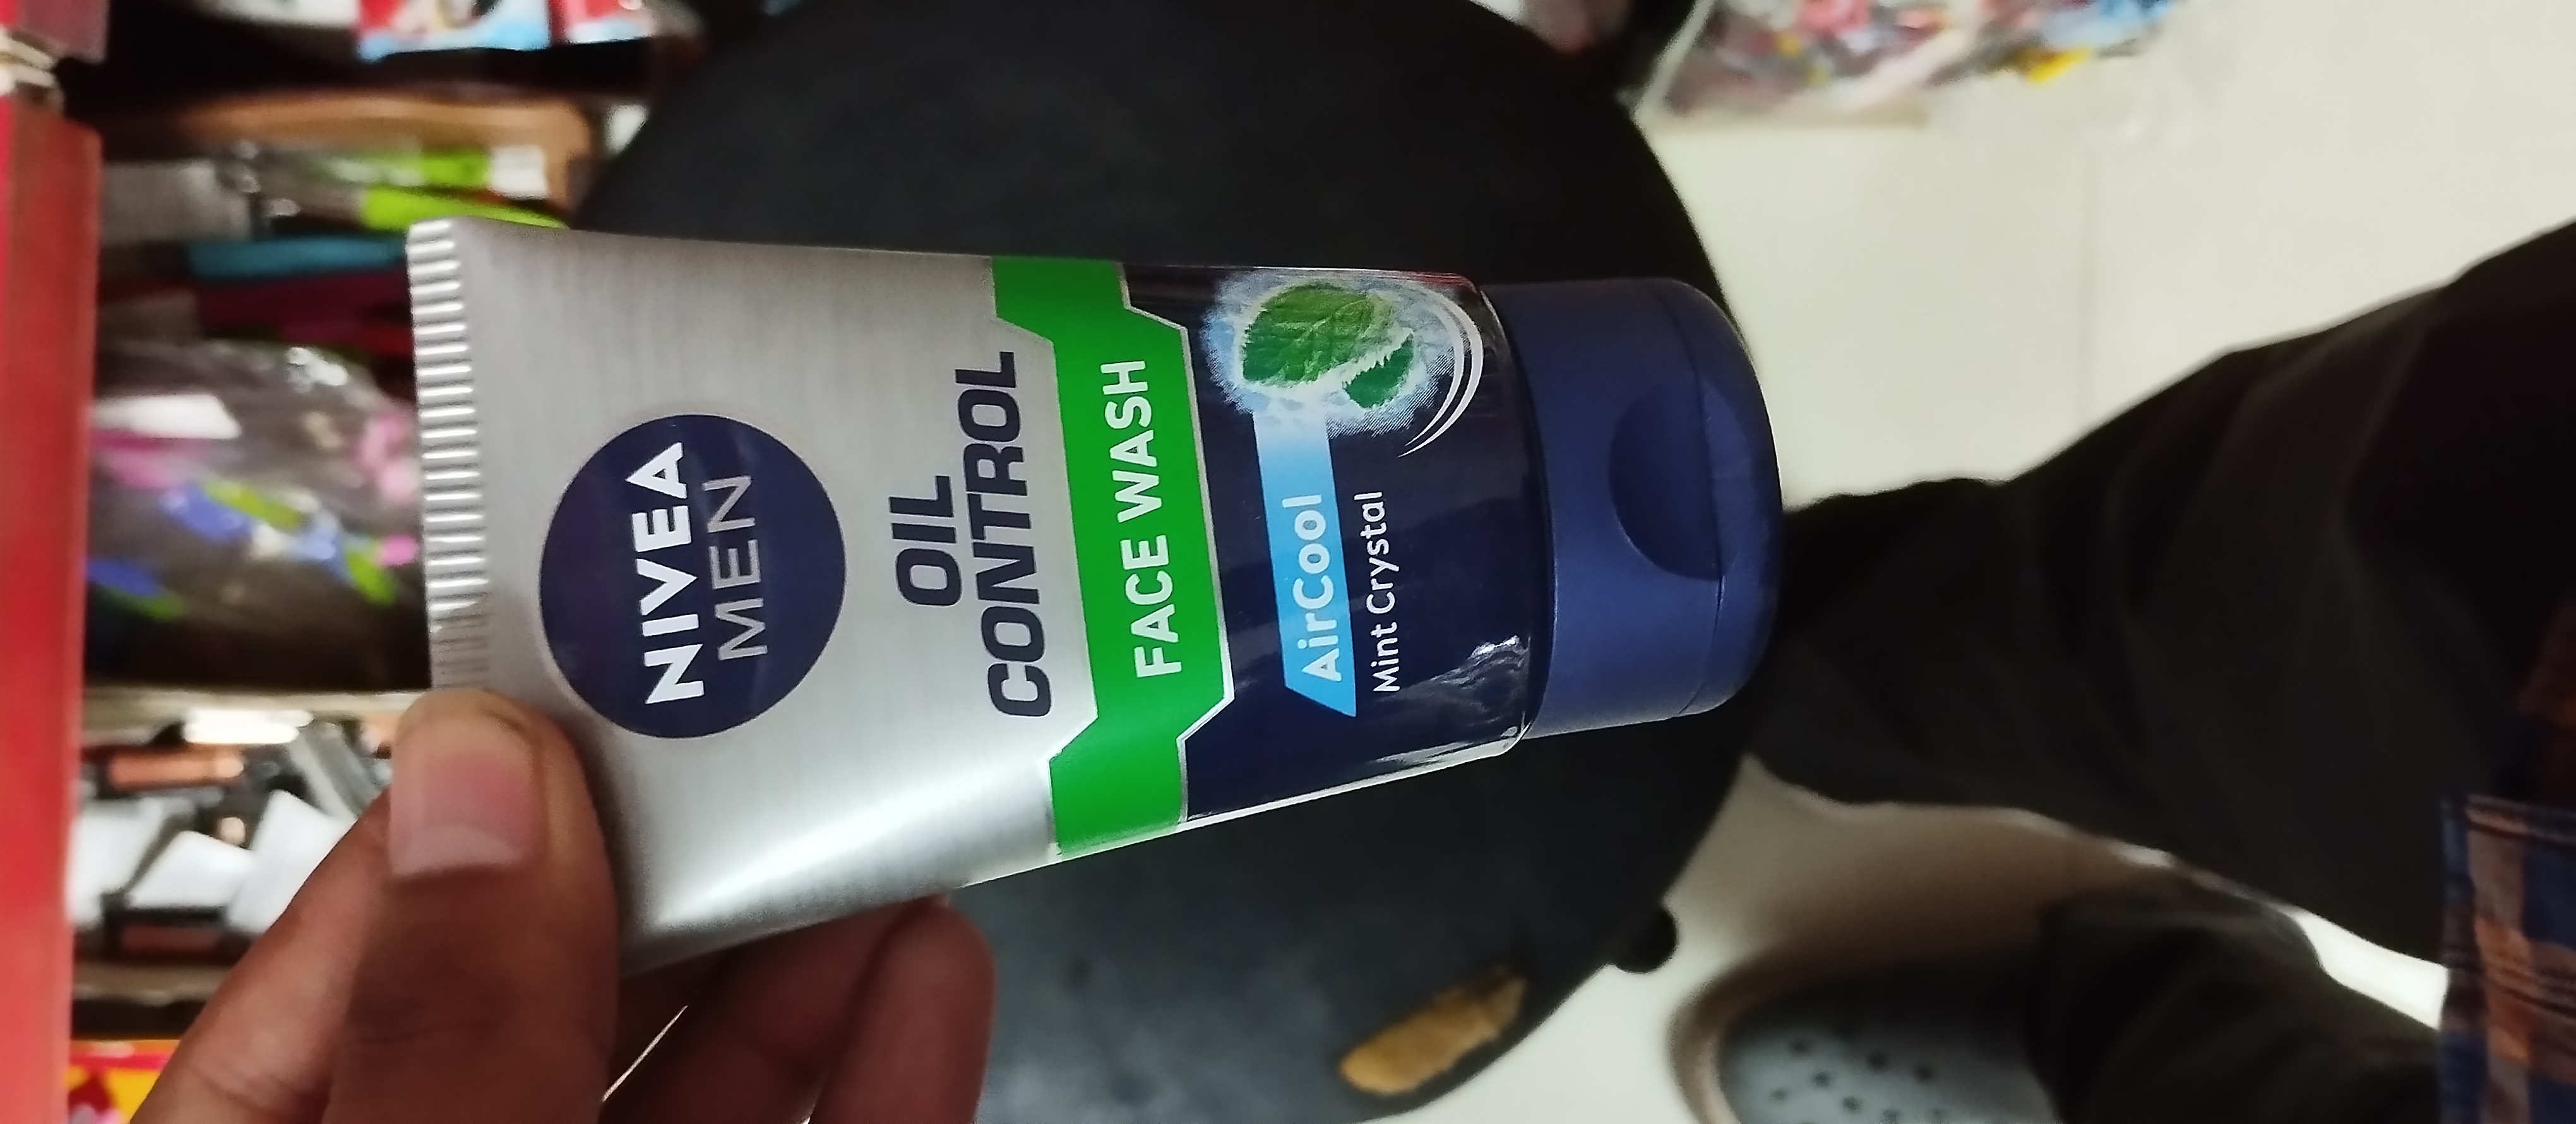 NIVEA
MEN
OIL
CONTROL
FACE WASH
AirCool
Mint Crystal